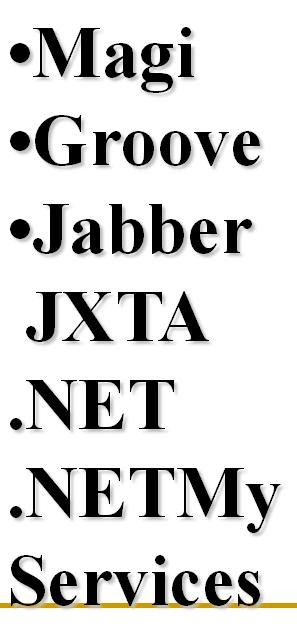 •Magi
•Groove
•Jabber
JXTA
.NET
.NETMy
Services